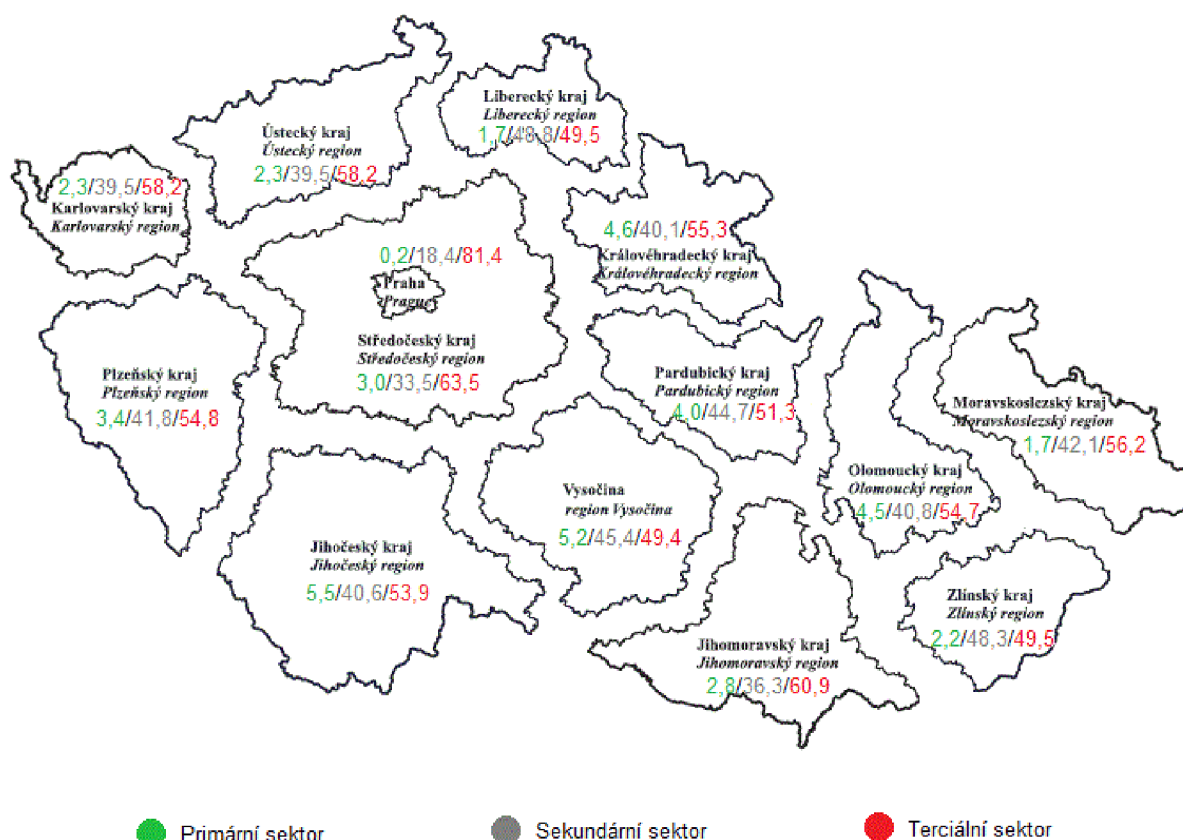 Liberecký kraj
Liberecký region
1,7/48,8/49,5
Ústecký kraj
Ústecký region
2,3/39,5/58,2
2,3/39,5/58,2
Karlovarský kraj
Karlovarský region
4,6/40,1/55,3
Královéhradecký kraj
Královéhradecký region
0,2/18,4/81,4
Praha
Prague
Středočeský kraj
Středočeský region
3,0/33,5/63,5
Plzeňský kraj
Plzeňský region
3,4/41,8/54,8
Pardubický kraj
Pardubický region
4,0/44,7/51,3
Moravskoslezský kraj
Moravskoslezský region
1,7/42,1/56,2
Olomoucký kraj
Olomoucký region
4,5/40,8/54,7
Vysočina
region Vysočina
5,2/45,4/49,4
Jihočeský kraj
Jihočeský region
5,5/40,6/53,9
Zlínský kraj
Zlínský region
2,2/48,3/49,5
Jihomoravský kraj
Jihomoravský region
2,8/36,3/60,9
Primární sektor
Sekundární sektor
Terciální sektor